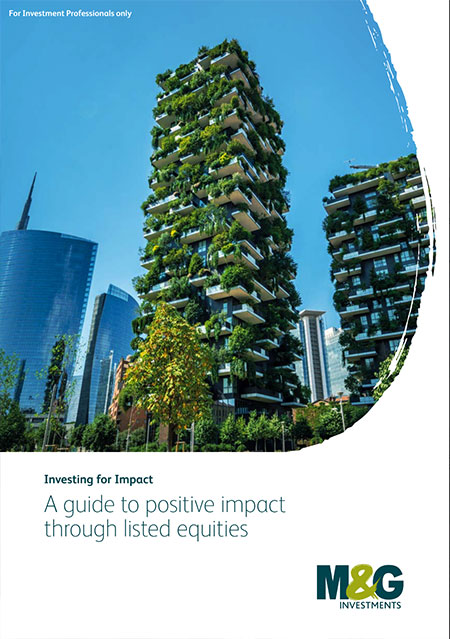 For Investment Professionals only
Investing for Impact
A guide to positive impact
through listed equities
M&G
INVESTMENTS